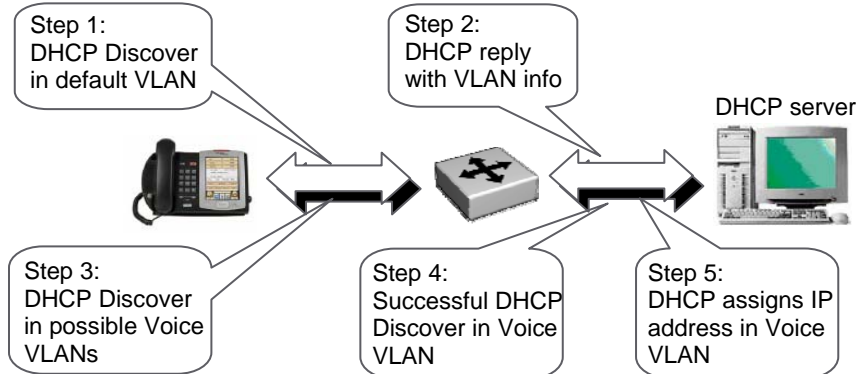 Step 1:
DHCP Discover
in default VLAN
Step 2:
DHCP reply
with VLAN info
DHCP server
Step 3:
DHCP Discover
in possible Voice
VLANs
Step 4:
Successful DHCP
Discover in Voice
VLAN
Step 5:
DHCP assigns IP
address in Voice
VLAN